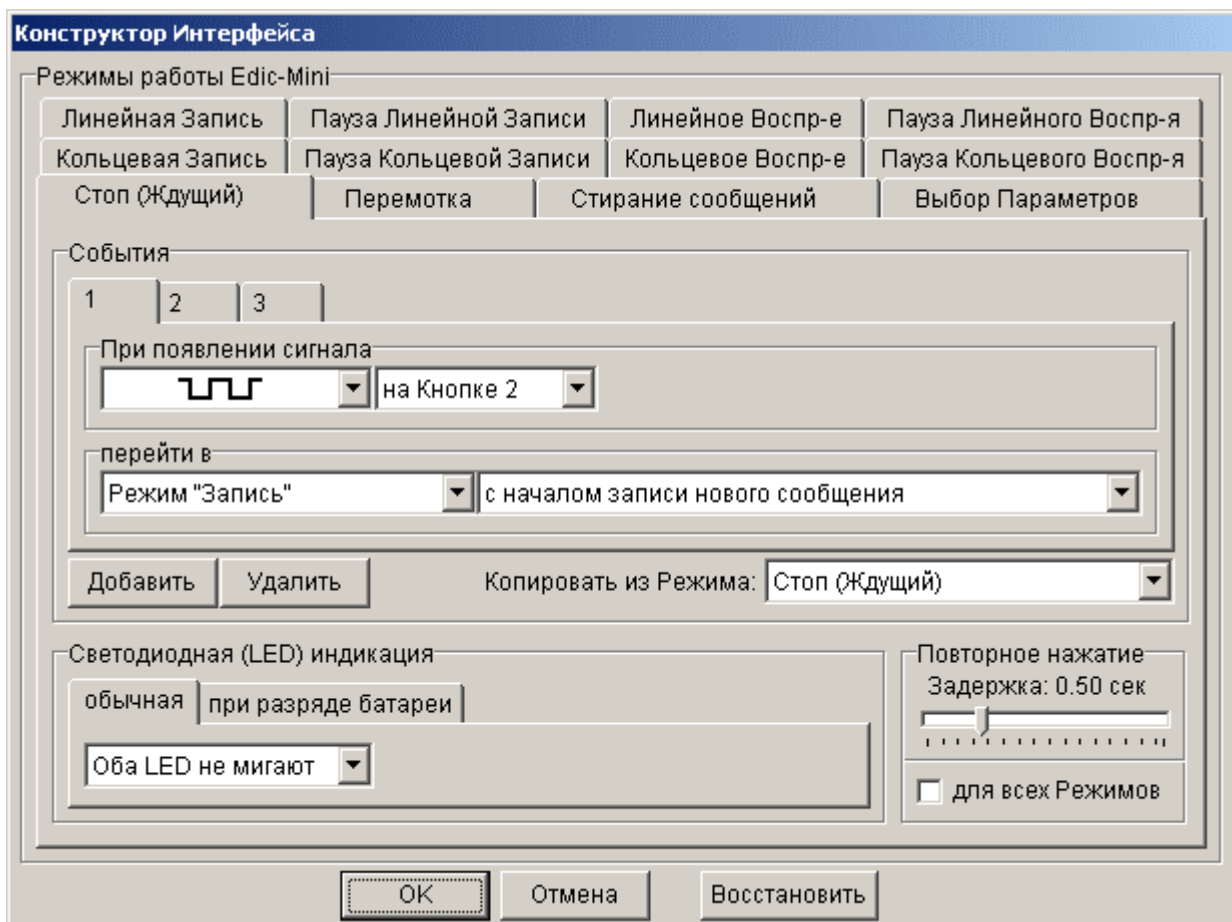 Конструктор Интерфейса
Режимы работы Edic-Mini
Линейная Запись Пауза Линейной Записи Линейное Воспр-е Пауза Линейного Воспр-я
Кольцевая Запись Пауза Кольцевой Записи Кольцевое Воспр-е Пауза Кольцевого Воспр-я
Стоп (Ждущий) Перемотка Стирание сообщений Выбор Параметров
События
1 2 3
При появлении сигнала
на Кнопке 2
перейти в
Режим "Запись" с началом записи нового сообщения
Добавить Удалить Копировать из Режима: Стоп (Ждущий)
Светодиодная (LED) индикация
обычная при разряде батареи
Оба LED не мигают
Повторное нажатие
Задержка: 0.50 сек
для всех Режимов
OK Отмена Восстановить